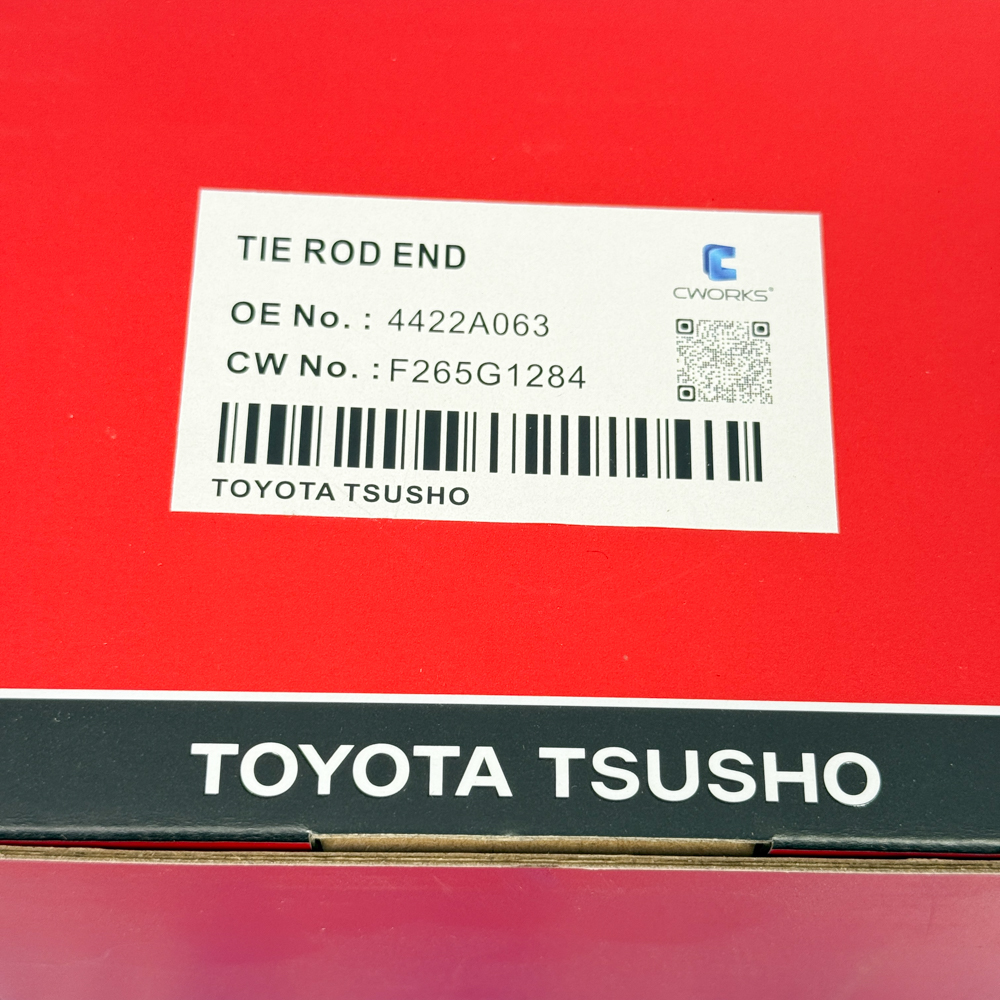 TIE ROD END
CWORKS®
OE No. : 4422A063
CW No. : F265G1284
TOYOTA TSUSHO
TOYOTA TSUSHO